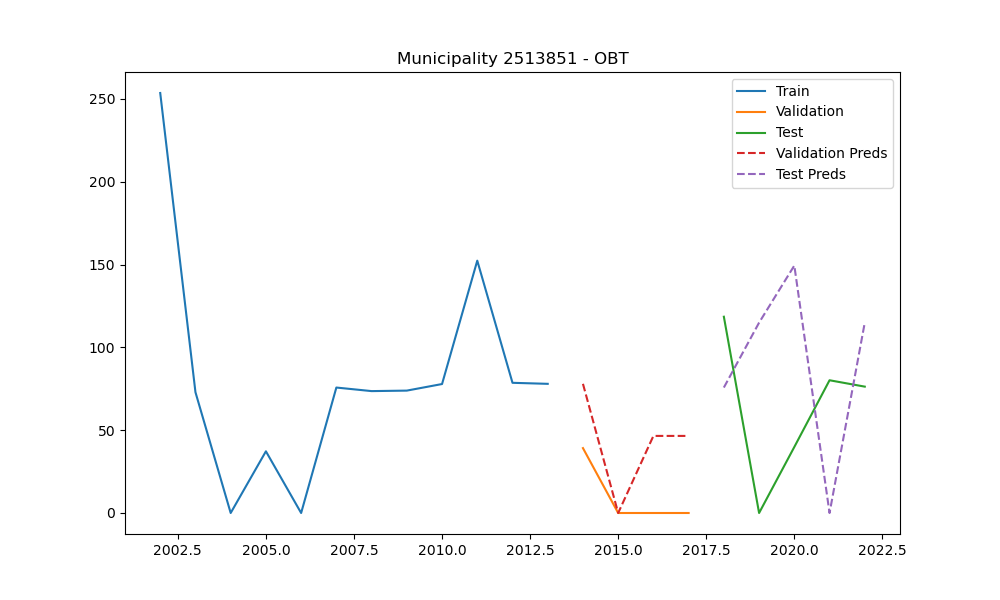 Municipality 2513851 - OBT
250
200
150
100
50
0
2002.5 2005.0 2007.5 2010.0 2012.5 2015.0 2017.5 2020.0 2022.5
Train
Validation
Test
Validation Preds
Test Preds